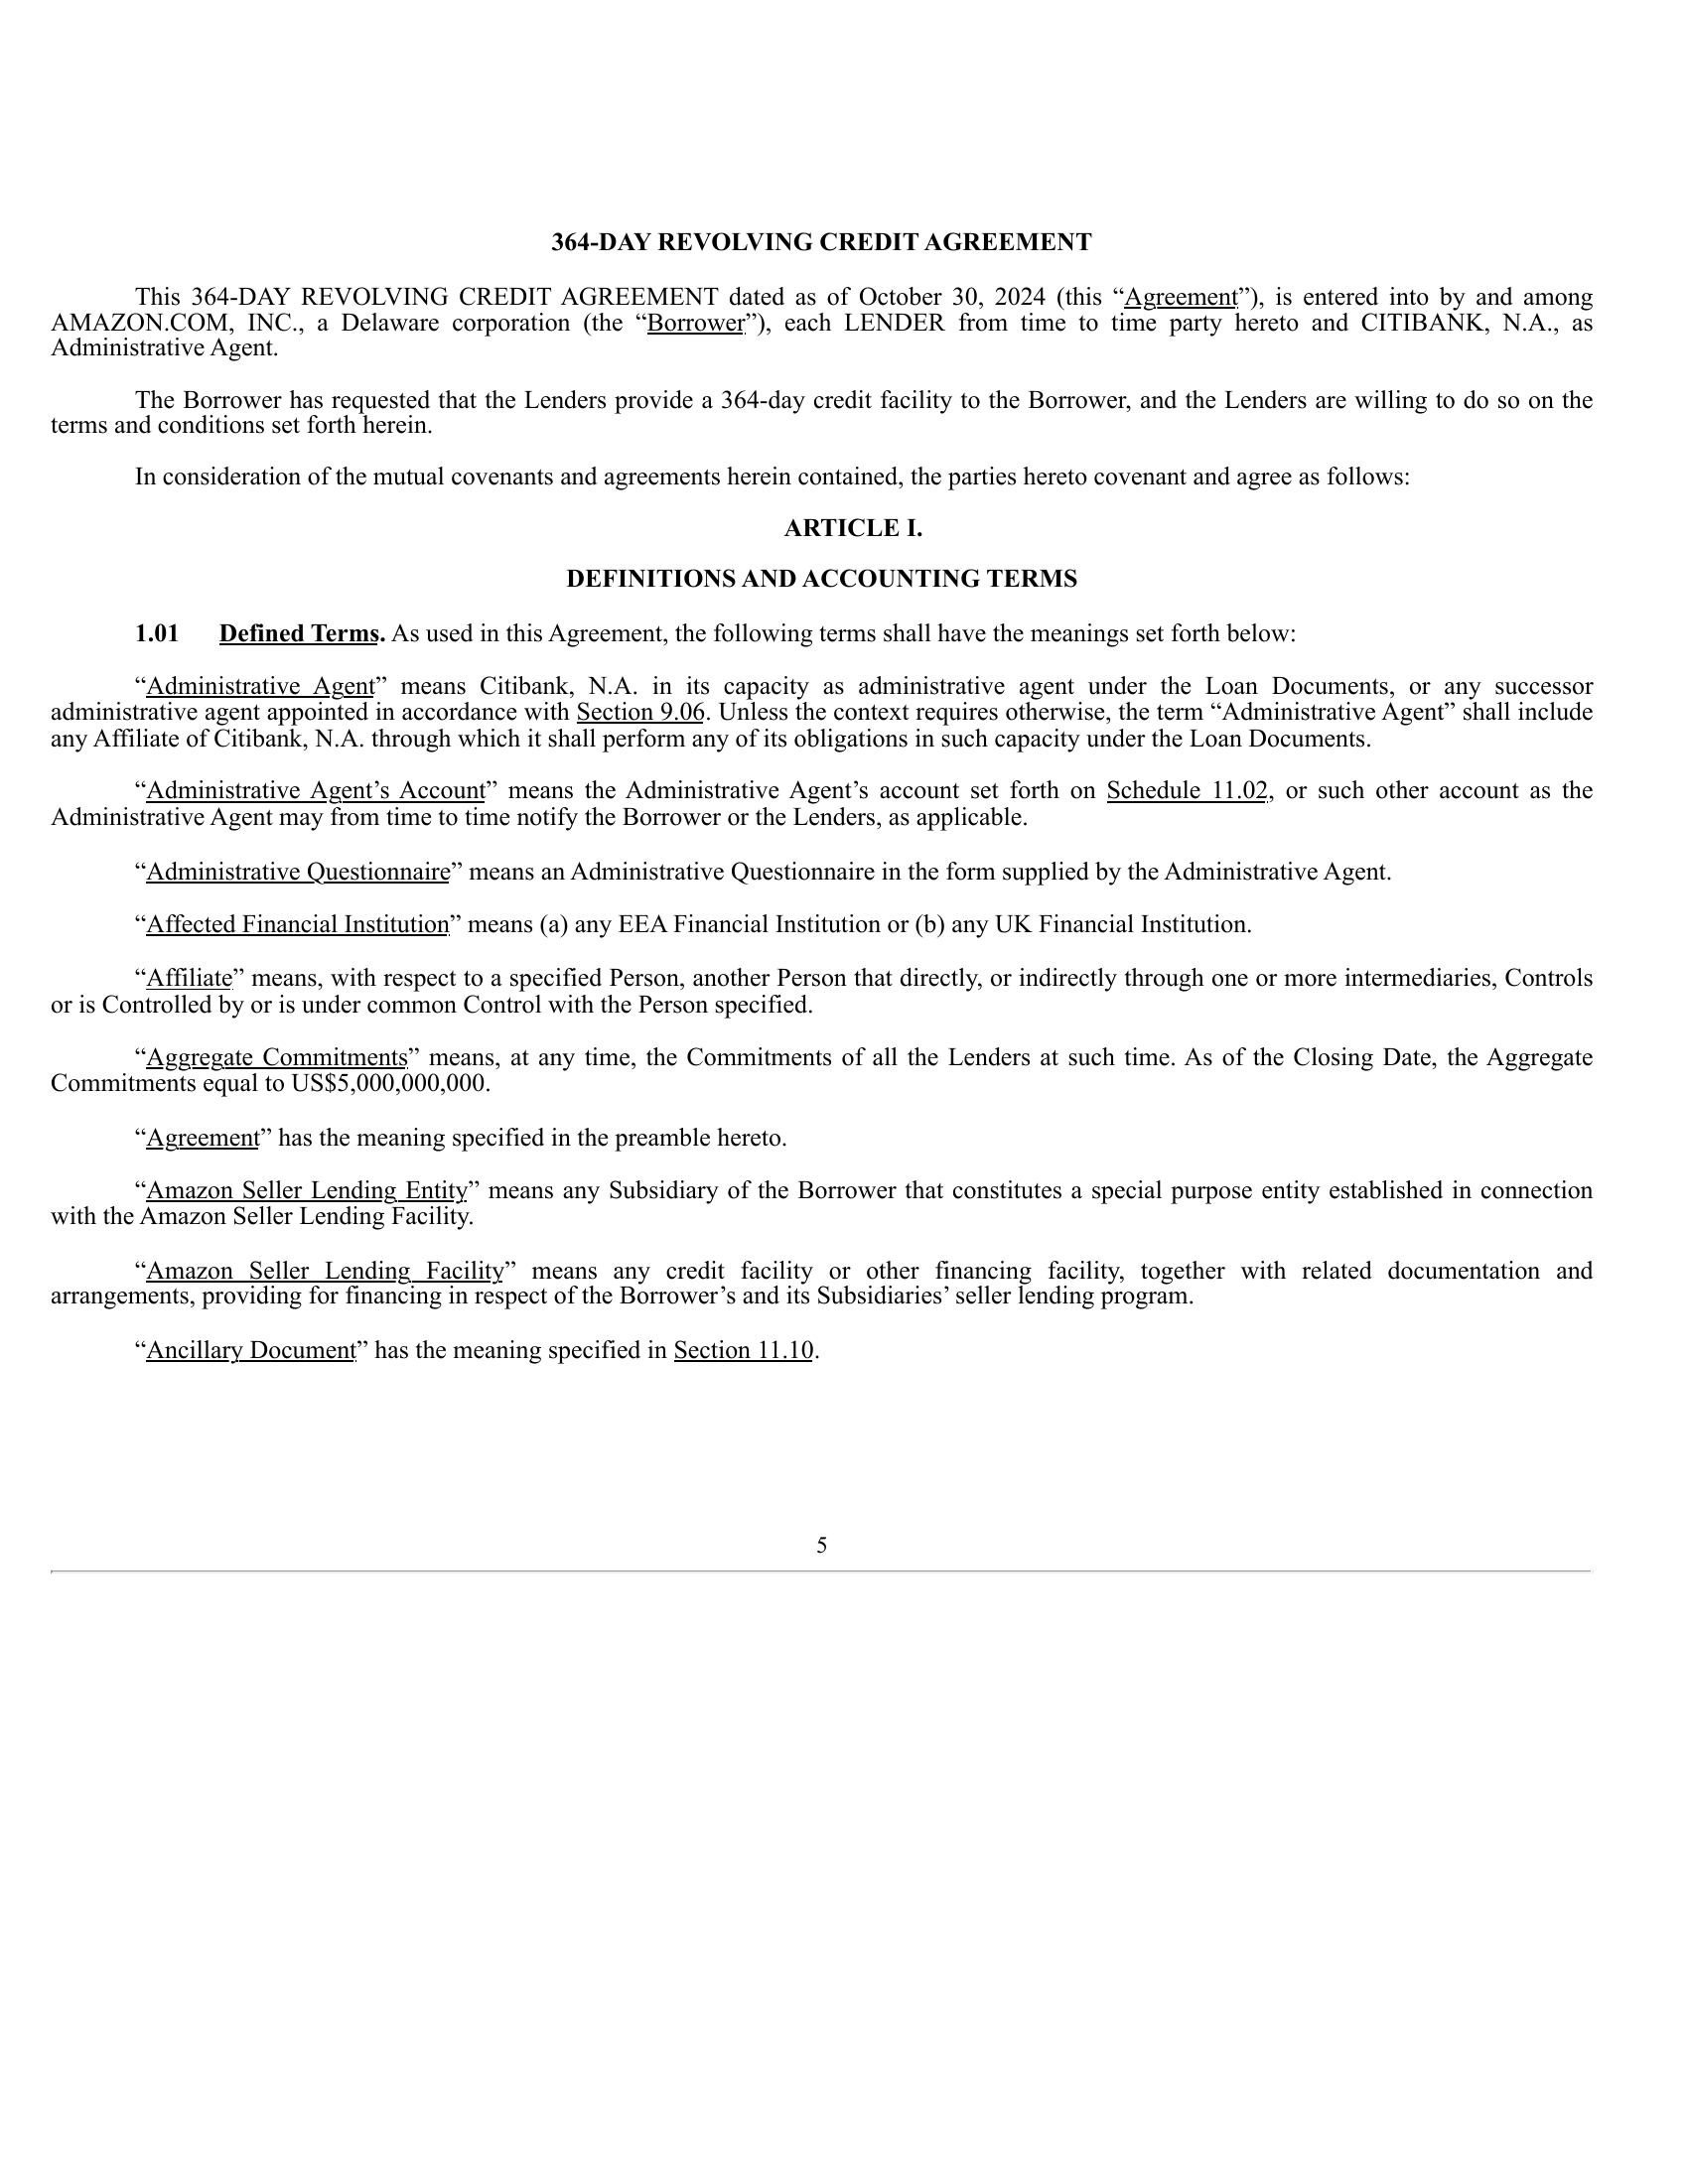 364-DAY REVOLVING CREDIT AGREEMENT
This 364-DAY REVOLVING CREDIT AGREEMENT dated as of October 30, 2024 (this “Agreement”), is entered into by and among
AMAZON.COM, INC., a Delaware corporation (the “Borrower”), each LENDER from time to time party hereto and CITIBANK, N.A., as
Administrative Agent.
The Borrower has requested that the Lenders provide a 364-day credit facility to the Borrower, and the Lenders are willing to do so on the
terms and conditions set forth herein.
In consideration of the mutual covenants and agreements herein contained, the parties hereto covenant and agree as follows:
ARTICLE I.
DEFINITIONS AND ACCOUNTING TERMS
1.01 Defined Terms. As used in this Agreement, the following terms shall have the meanings set forth below:
“Administrative Agent” means Citibank, N.A. in its capacity as administrative agent under the Loan Documents, or any successor
administrative agent appointed in accordance with Section 9.06. Unless the context requires otherwise, the term “Administrative Agent” shall include
any Affiliate of Citibank, N.A. through which it shall perform any of its obligations in such capacity under the Loan Documents.
“Administrative Agent’s Account” means the Administrative Agent’s account set forth on Schedule 11.02, or such other account as the
Administrative Agent may from time to time notify the Borrower or the Lenders, as applicable.
“Administrative Questionnaire” means an Administrative Questionnaire in the form supplied by the Administrative Agent.
“Affected Financial Institution” means (a) any EEA Financial Institution or (b) any UK Financial Institution.
“Affiliate” means, with respect to a specified Person, another Person that directly, or indirectly through one or more intermediaries, Controls
or is Controlled by or is under common Control with the Person specified.
“Aggregate Commitments” means, at any time, the Commitments of all the Lenders at such time. As of the Closing Date, the Aggregate
Commitments equal to US$5,000,000,000.
“Agreement” has the meaning specified in the preamble hereto.
“Amazon Seller Lending Entity” means any Subsidiary of the Borrower that constitutes a special purpose entity established in connection
with the Amazon Seller Lending Facility.
“Amazon Seller Lending Facility” means any credit facility or other financing facility, together with related documentation and
arrangements, providing for financing in respect of the Borrower’s and its Subsidiaries’ seller lending program.
“Ancillary Document” has the meaning specified in Section 11.10.
5